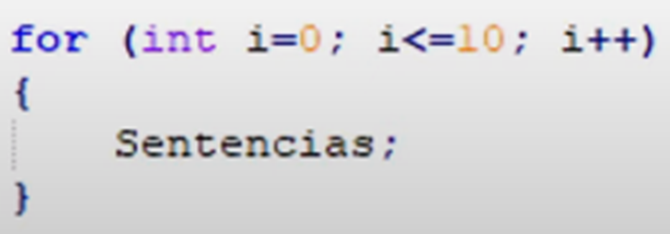 for (int i=0; i<=10; i++)
{
Sentencias;
}